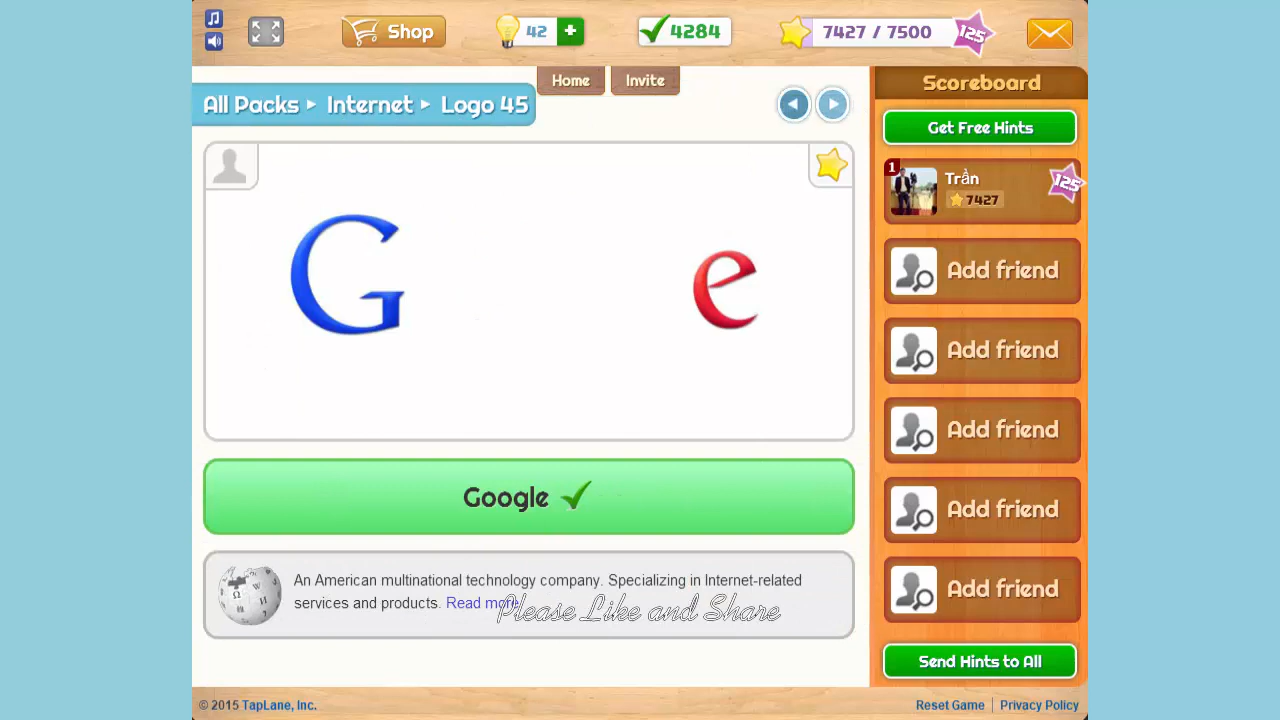 Shop
42
4284
7427 / 7500
125
Home
Invite
All Packs ▸ Internet ▸ Logo 45
G e
Google
An American multinational technology company. Specializing in Internet-related
services and products. Read more
Please Like and Share
Scoreboard
Get Free Hints
1
Trần
7427
125
Add friend
Add friend
Add friend
Add friend
Add friend
Send Hints to All
© 2015 TapLane, Inc.
Reset Game | Privacy Policy